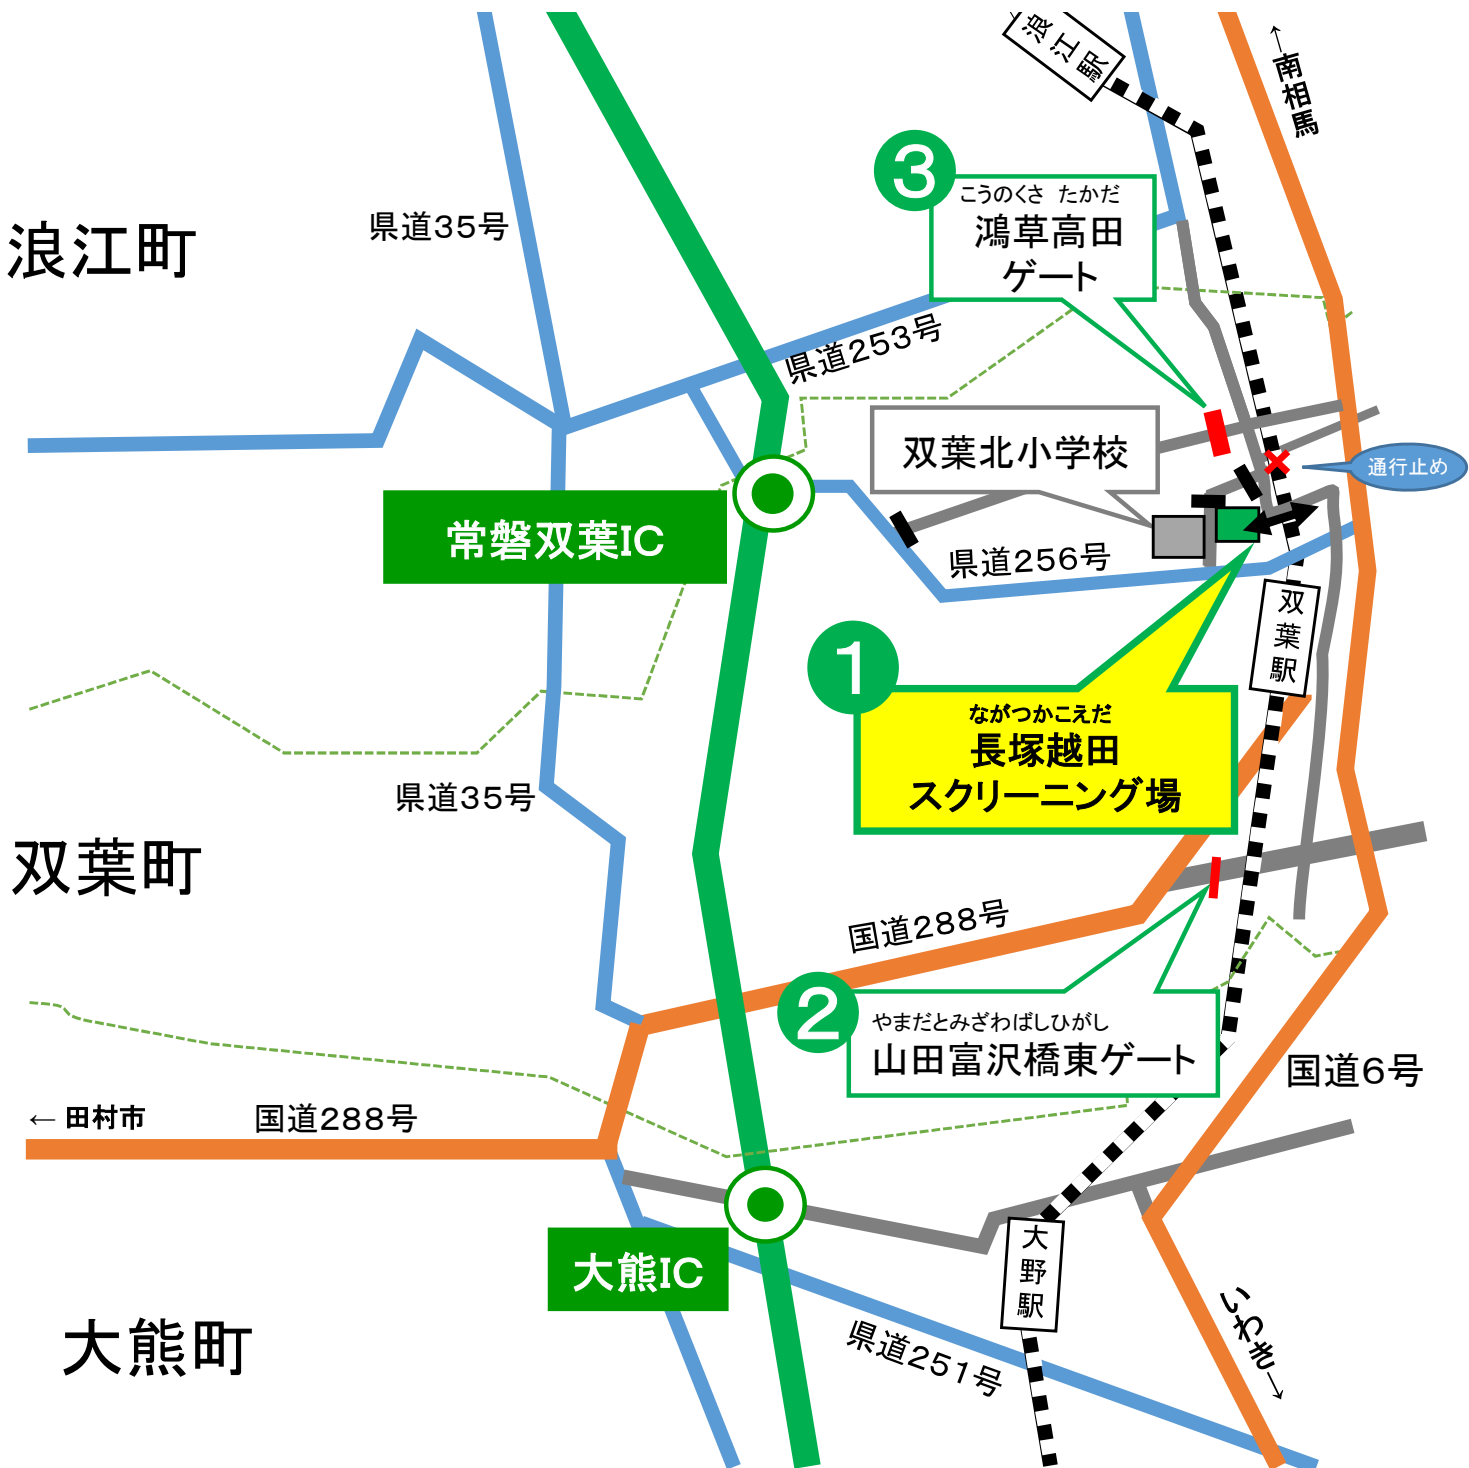 浪江駅
↑南相馬
3
こうのくさ たかだ
鴻草高田
ゲート
県道35号
浪江町
県道253号
双葉北小学校
通行止め
常磐双葉IC
県道256号
双葉駅
1
ながつかこえだ
長塚越田
スクリーニング場
県道35号
双葉町
国道288号
2
やまだとみざわばしひがし
山田富沢橋東ゲート
国道6号
← 田村市
国道288号
大野駅
大熊IC
いわき→
県道251号
大熊町